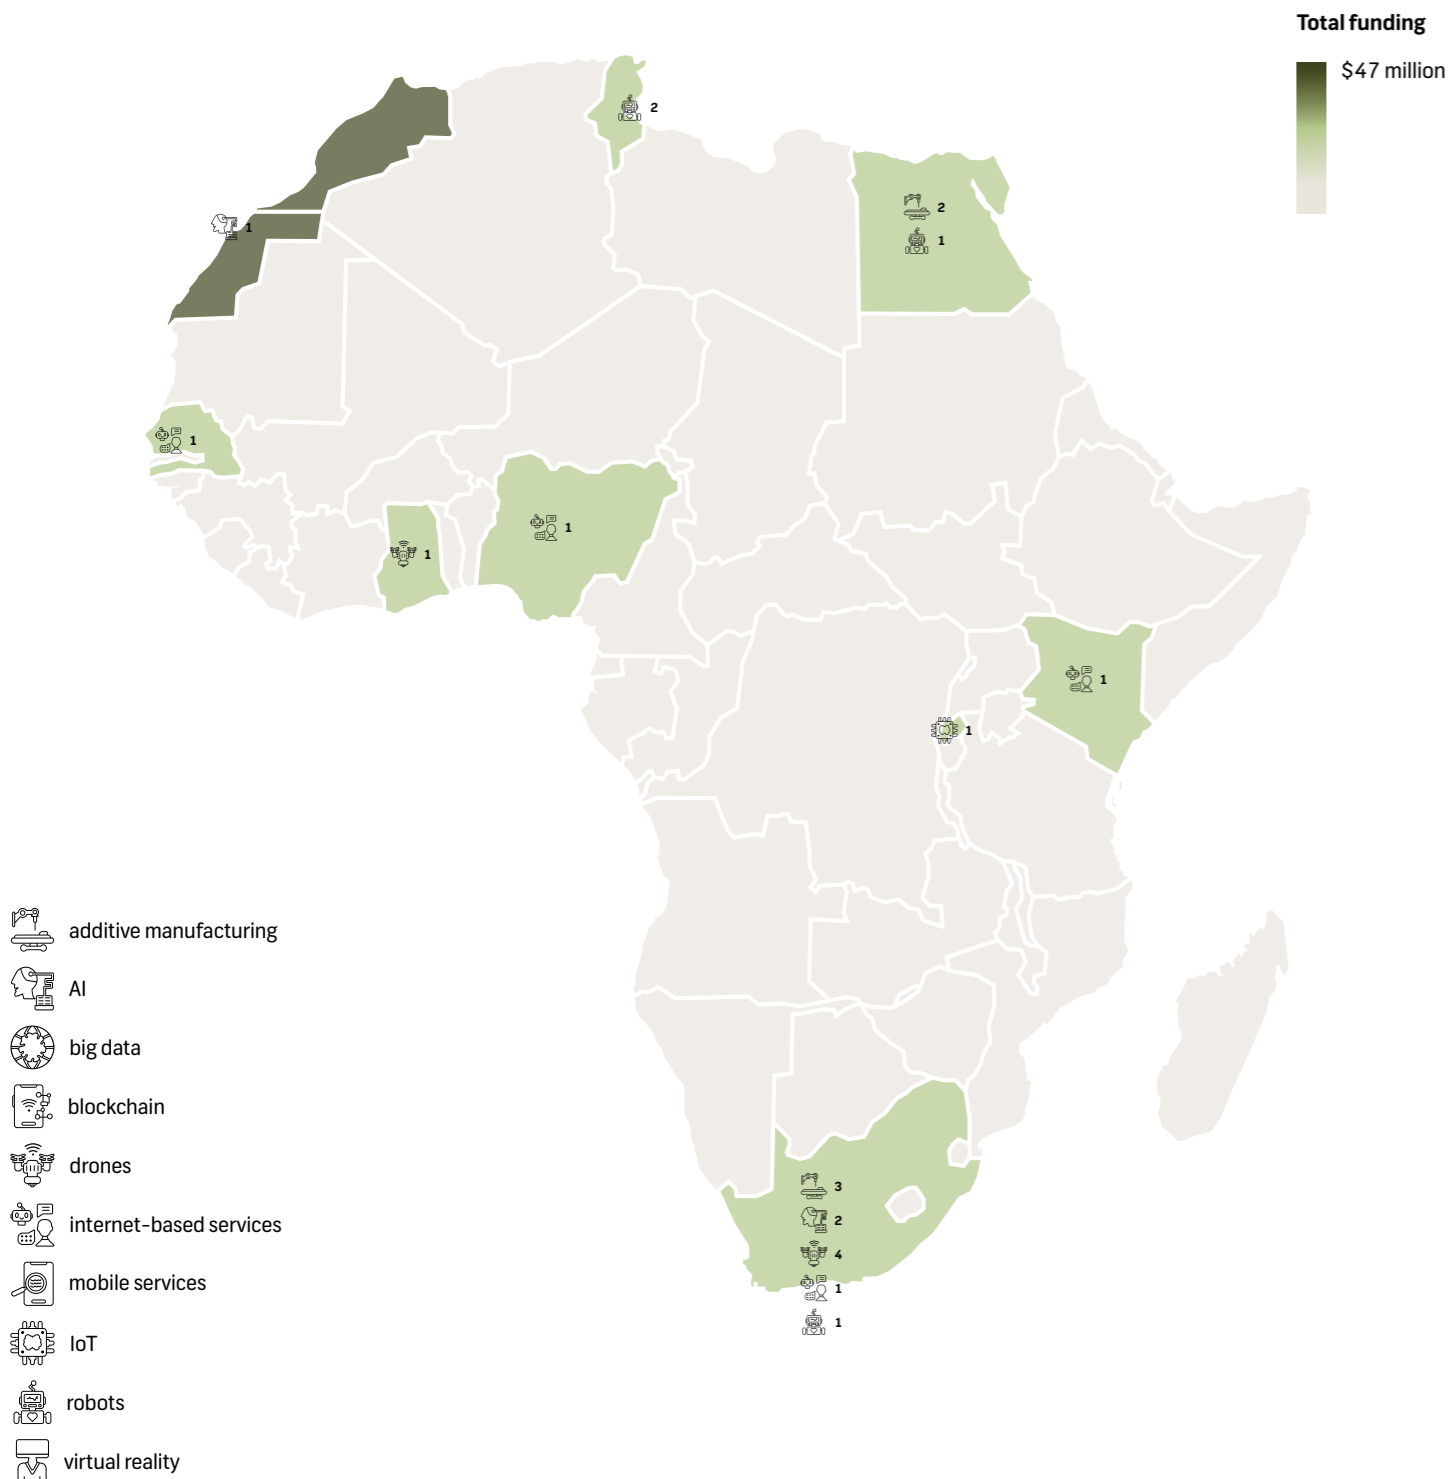 Total funding
$47 million
2
2
1
1
1
1
1
1
1
3
2
4
1
1
additive manufacturing
AI
big data
blockchain
drones
internet-based services
mobile services
IoT
robots
virtual reality